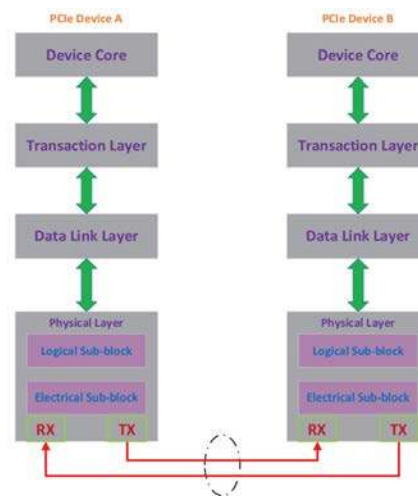 PCIe Device A
PCIe Device B
Device Core
Device Core
Transaction Layer
Transaction Layer
Data Link Layer
Data Link Layer
Physical Layer
Physical Layer
Logical Sub-block
Logical Sub-block
Electrical Sub-block
Electrical Sub-block
RX TX
RX TX